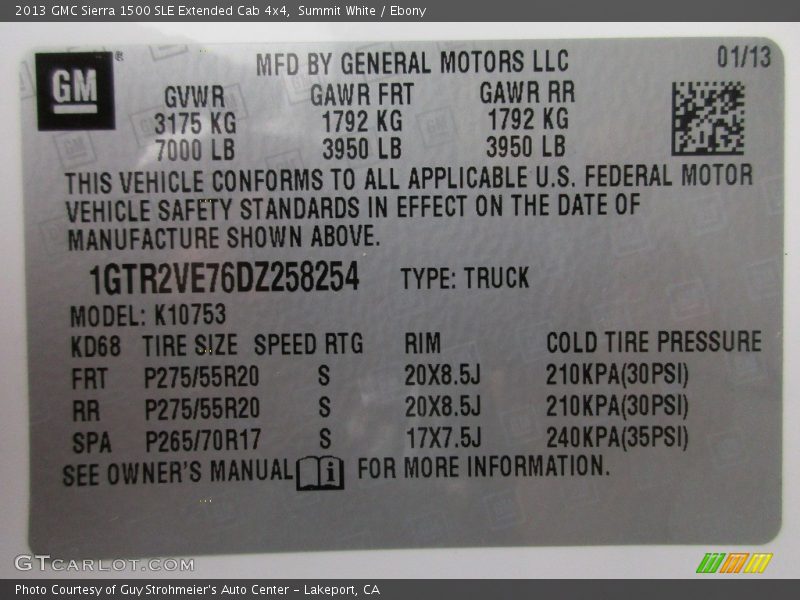 2013 GMC Sierra 1500 SLE Extended Cab 4x4, Summit White / Ebony
GM ®
MFD BY GENERAL MOTORS LLC 01/13
GVWR GAWR FRT GAWR RR
3175 KG 1792 KG 1792 KG
7000 LB 3950 LB 3950 LB
THIS VEHICLE CONFORMS TO ALL APPLICABLE U.S. FEDERAL MOTOR
VEHICLE SAFETY STANDARDS IN EFFECT ON THE DATE OF
MANUFACTURE SHOWN ABOVE.
1GTR2VE76DZ258254 TYPE: TRUCK
MODEL: K10753
KD68 TIRE SIZE SPEED RTG RIM COLD TIRE PRESSURE
FRT P275/55R20 S 20X8.5J 210KPA(30PSI)
RR P275/55R20 S 20X8.5J 210KPA(30PSI)
SPA P265/70R17 S 17X7.5J 240KPA(35PSI)
SEE OWNER'S MANUAL i FOR MORE INFORMATION.
GTCARLOT.COM
Photo Courtesy of Guy Strohmeier's Auto Center – Lakeport, CA